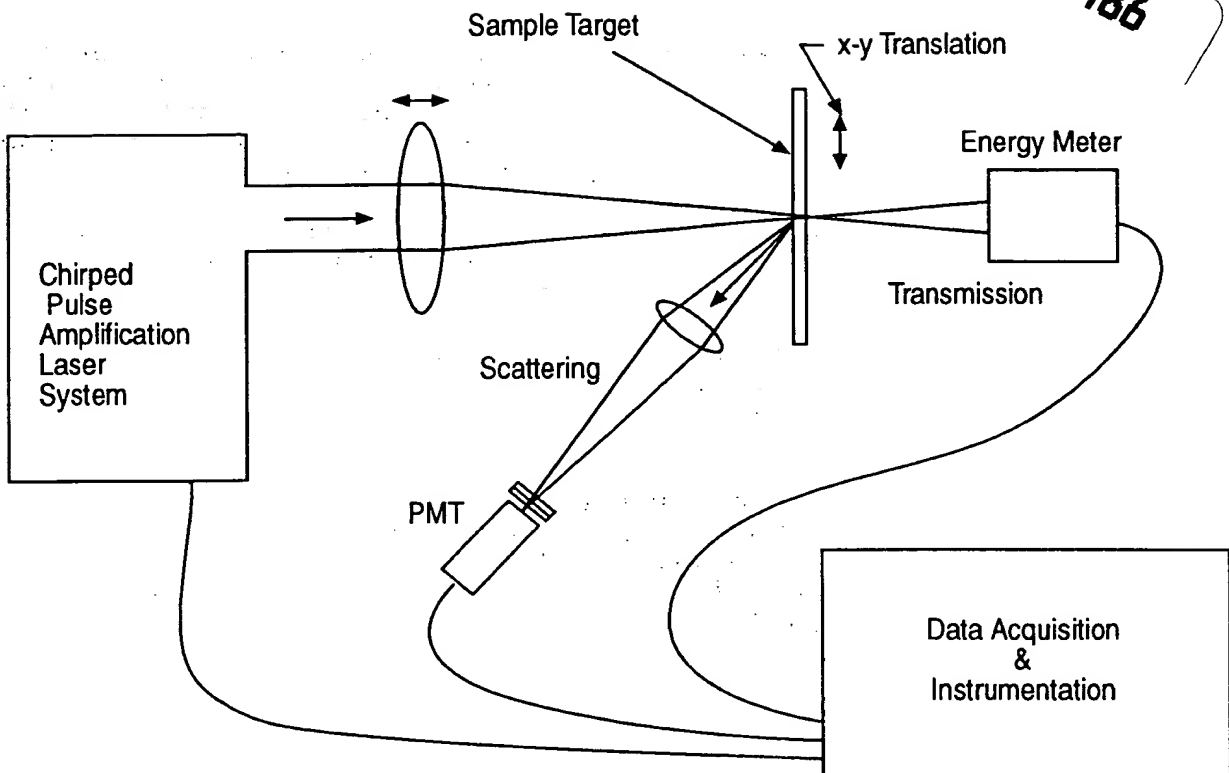 Sample Target
x-y Translation
Energy Meter
Chirped
Pulse
Amplification
Laser
System
Transmission
Scattering
PMT
Data Acquisition
&
Instrumentation